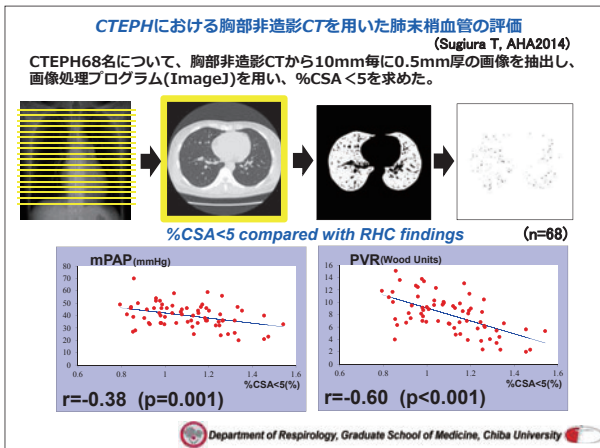 CTEPHにおける胸部非造影CTを用いた肺末梢血管の評価
(Sugiura T, AHA2014)
CTEPH68名について、胸部非造影CTから10mm毎に0.5mm厚の画像を抽出し、
画像処理プログラム(ImageJ)を用い、%CSA＜5を求めた。
%CSA<5 compared with RHC findings
(n=68)
mPAP(mmHg)
80
70
60
50
40
30
20
10
0
0.6 0.8 1 1.2 1.4 1.6
%CSA<5(%)
r=-0.38 (p=0.001)
PVR(Wood Units)
16
14
12
10
8
6
4
2
0
0.6 0.8 1 1.2 1.4 1.6
%CSA<5(%)
r=-0.60 (p<0.001)
Department of Respirology, Graduate School of Medicine, Chiba University